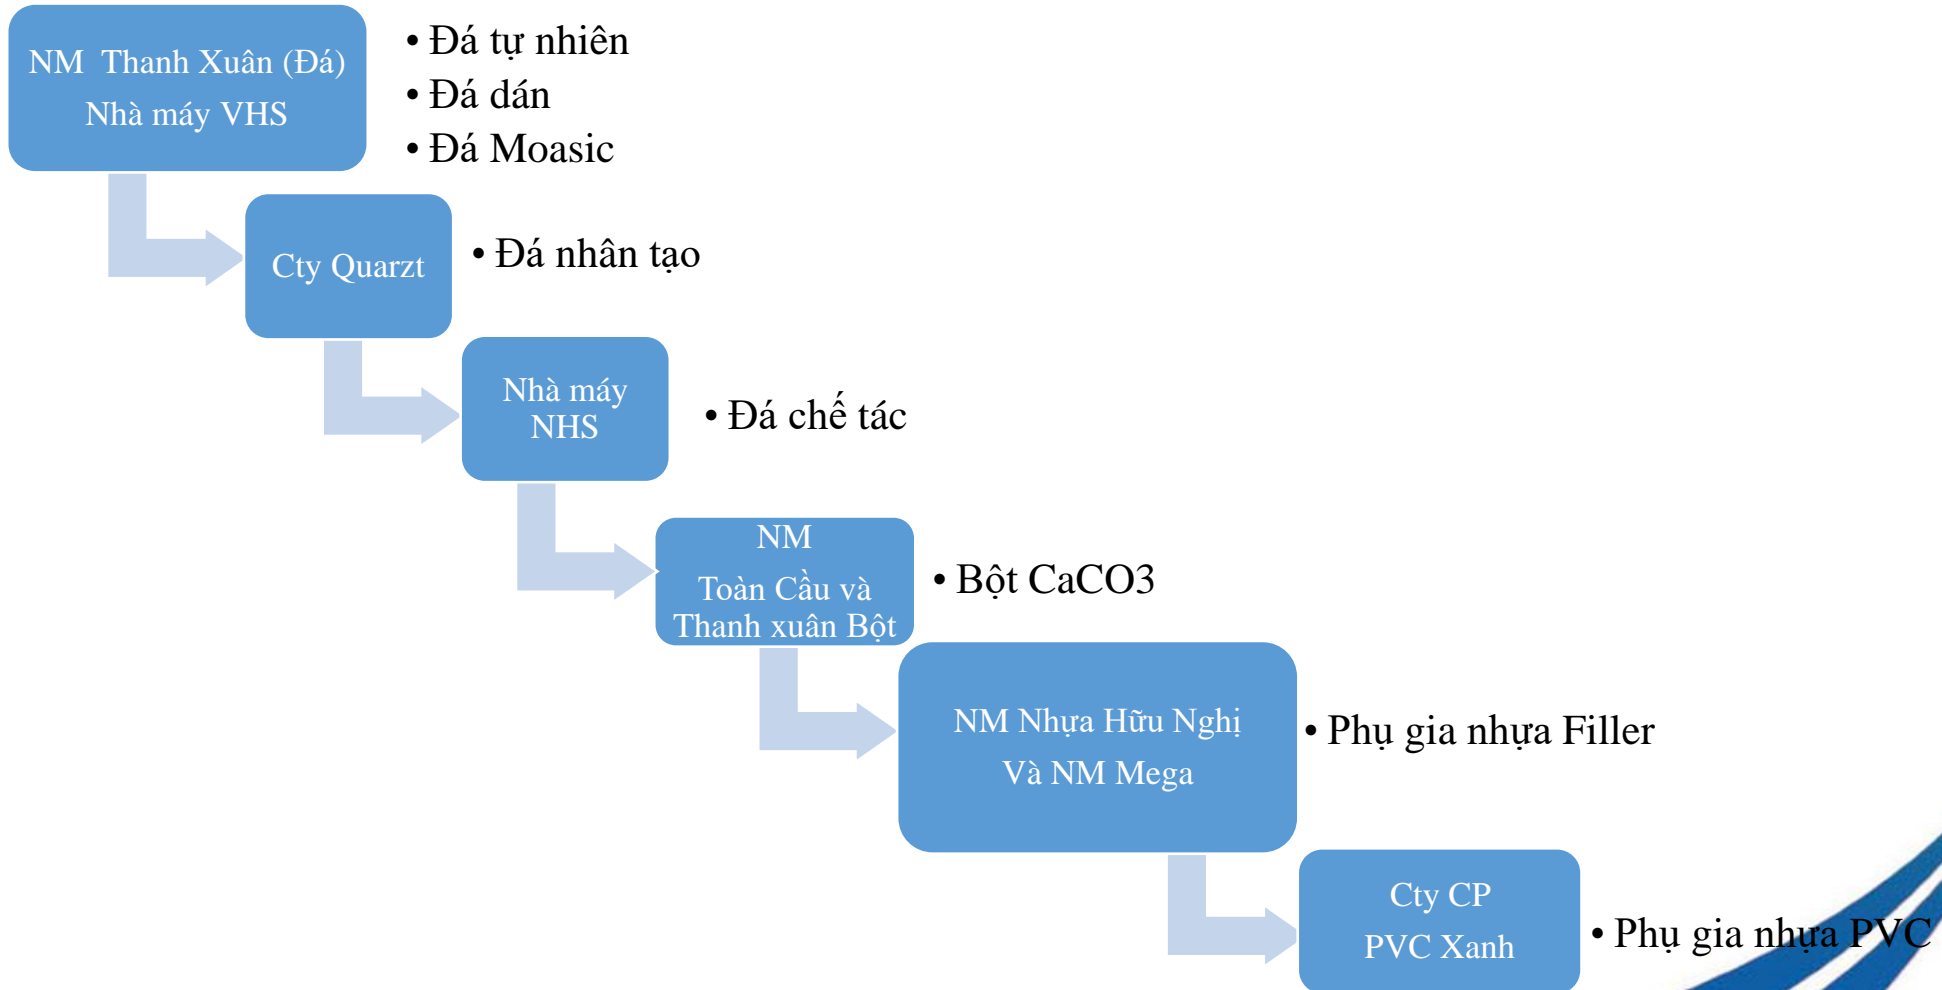 NM Thanh Xuân (Đá)
Nhà máy VHS
• Đá tự nhiên
• Đá dán
• Đá Moasic
Cty Quarzt
• Đá nhân tạo
Nhà máy
NHS
• Đá chế tác
NM
Toàn Cầu và
Thanh xuân Bột
• Bột CaCO3
NM Nhựa Hữu Nghị
Và NM Mega
• Phụ gia nhựa Filler
Cty CP
PVC Xanh
• Phụ gia nhựa PVC